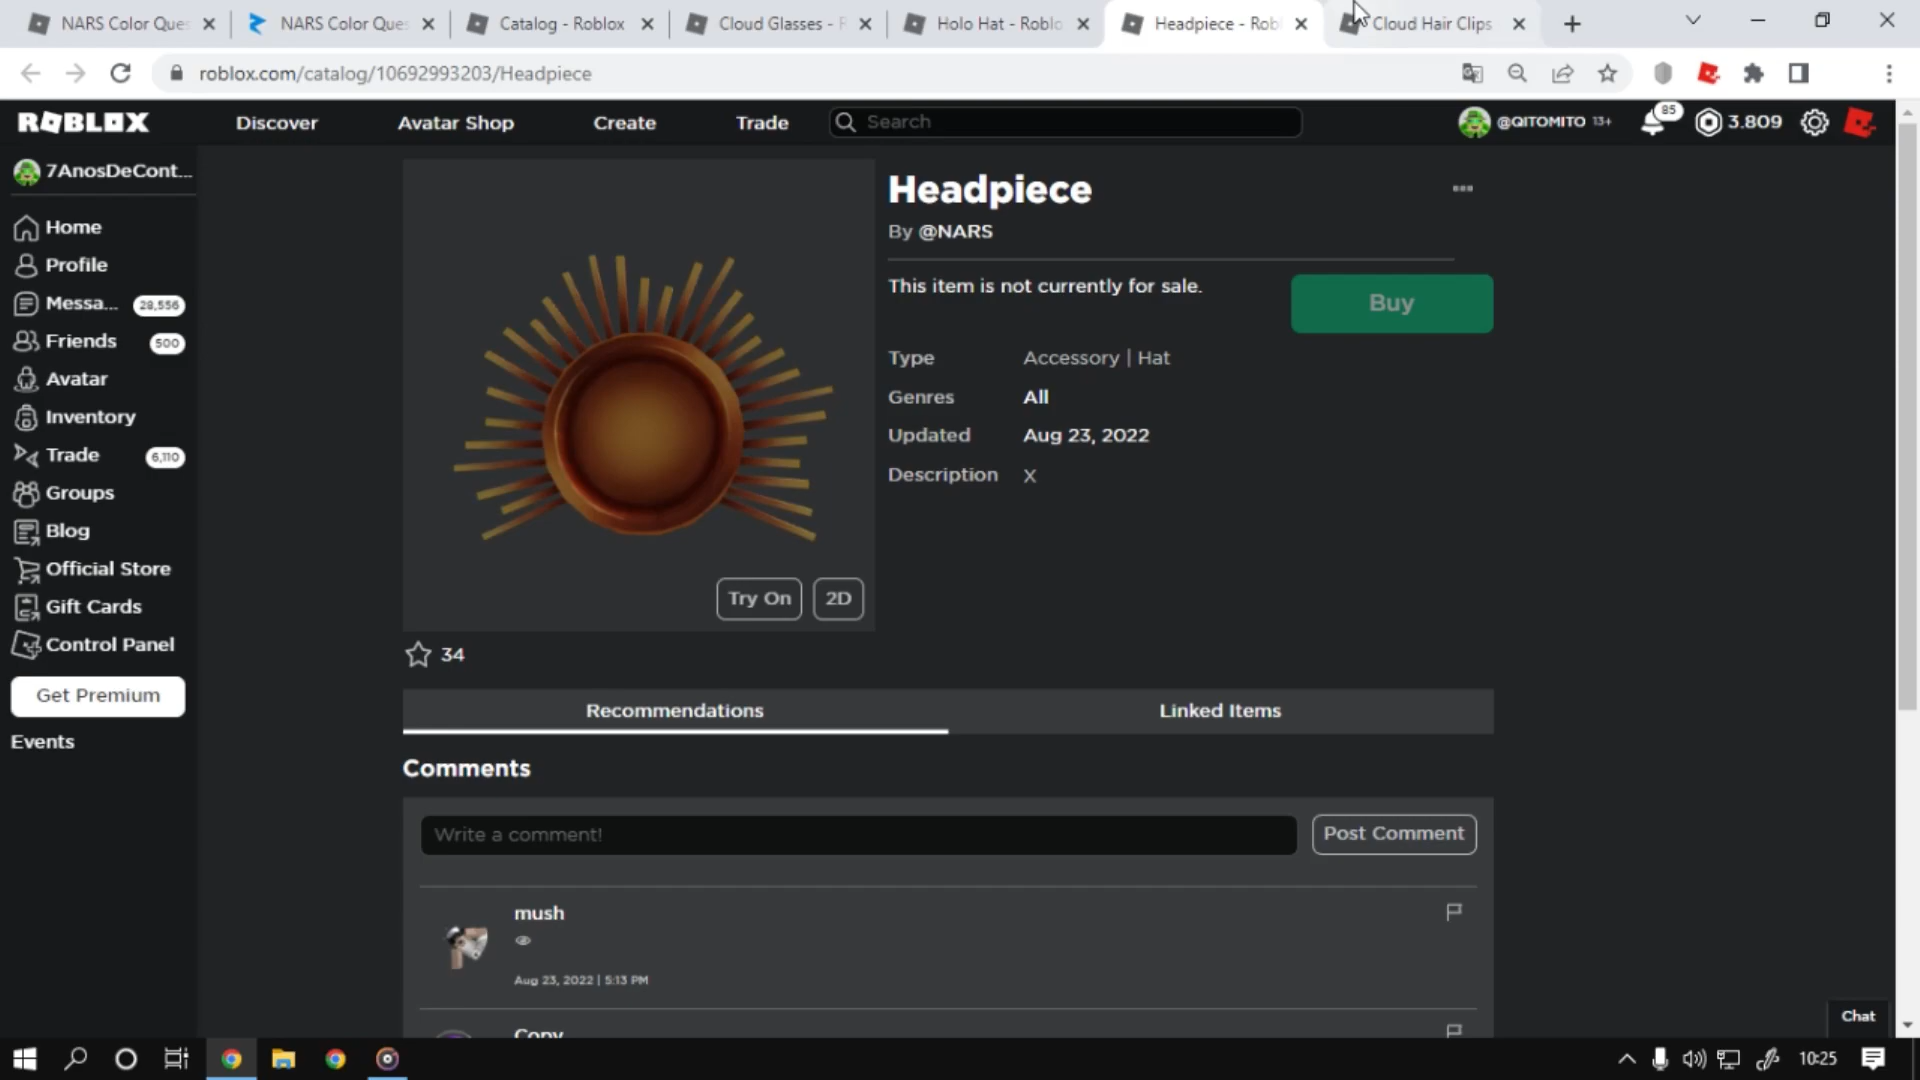 NARS Color Ques
NARS Color Ques
Catalog - Roblox
Cloud Glasses - R
Holo Hat - Roblo
Headpiece - Robl
Cloud Hair Clips
roblox.com/catalog/10692993203/Headpiece
ROBLOX
Discover
Avatar Shop
Create
Trade
Search
@QITOMITO 13+
85
3.809
7AnosDeCont...
Home
Profile
Messa... 28,556
Friends 500
Avatar
Inventory
Trade 6,110
Groups
Blog
Official Store
Gift Cards
Control Panel
Get Premium
Events
Headpiece
By @NARS
This item is not currently for sale.
Buy
Type Accessory | Hat
Genres All
Updated Aug 23, 2022
Description X
Try On
2D
34
Recommendations
Linked Items
Comments
Write a comment!
Post Comment
mush
Aug 23, 2022 | 5:13 PM
Copy
Chat
10:25